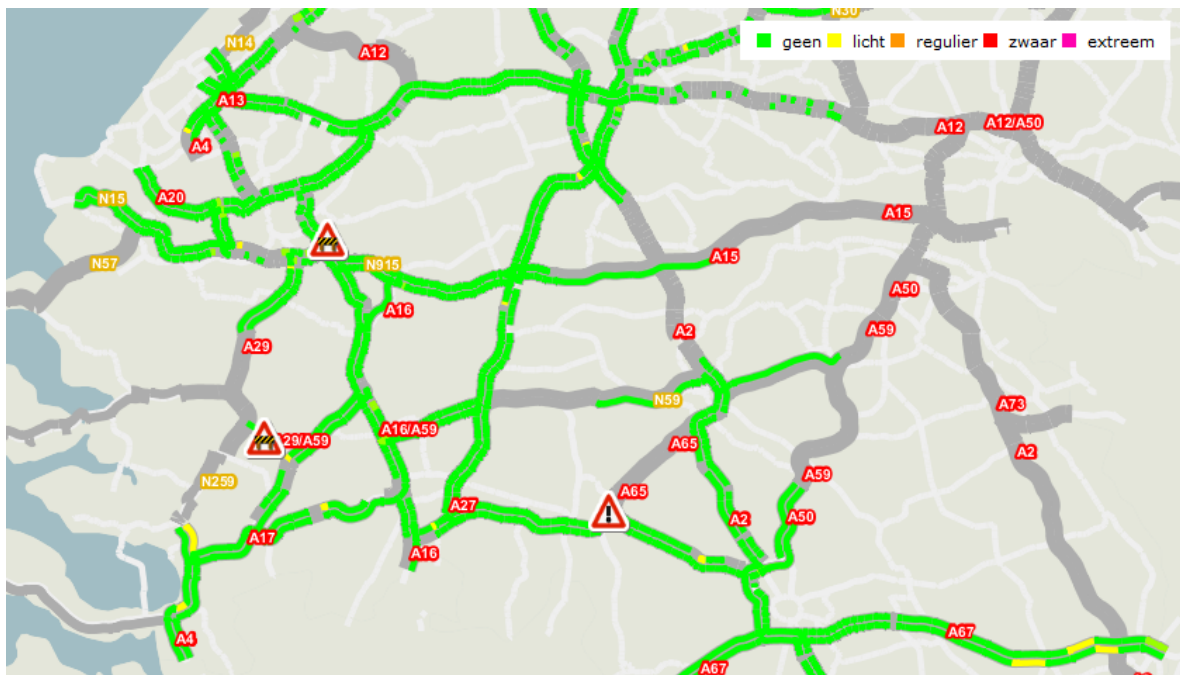 N30
N14
A12
geen licht regulier zwaar extreem
A13
A12
A12/A50
A4
A20
N15
A15
N57
N915
A15
A50
A16
A59
A2
A29
N59
A73
A16/A59
A65
29/A59
A2
N259
A65
A59
A27
A50
A17
A2
A16
A67
A4
A67